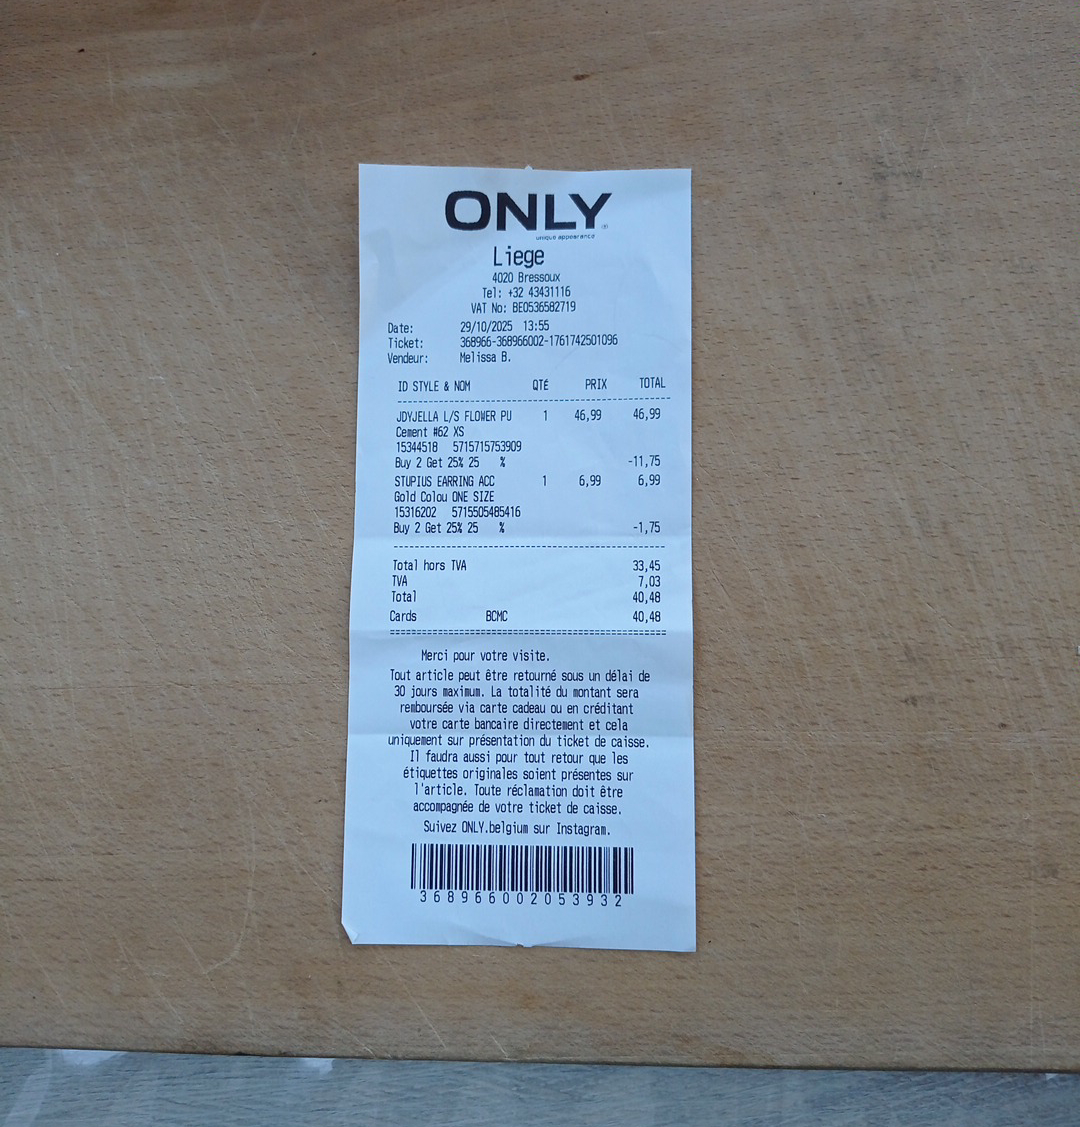 ONLY
unique appearance
Liege
4020 Bressoux
Tel: +32 43431116
VAT No: BE0536582719
Date: 29/10/2025 13:55
Ticket: 368966-368966002-1761742501096
Vendeur: Melissa B.
ID STYLE & NOM QTÉ PRIX TOTAL
JDYJELLA L/S FLOWER PU 1 46,99 46,99
Cement #62 XS
15344518 5715715753909
Buy 2 Get 25% 25 % -11,75
STUPIUS EARRING ACC 1 6,99 6,99
Gold Colou ONE SIZE
15316202 5715505485416
Buy 2 Get 25% 25 % -1,75
Total hors TVA 33,45
TVA 7,03
Total 40,48
Cards BCMC 40,48
Merci pour votre visite.
Tout article peut être retourné sous un délai de
30 jours maximum. La totalité du montant sera
remboursée via carte cadeau ou en créditant
votre carte bancaire directement et cela
uniquement sur présentation du ticket de caisse.
Il faudra aussi pour tout retour que les
étiquettes originales soient présentes sur
l'article. Toute réclamation doit être
accompagnée de votre ticket de caisse.
Suivez ONLY.belgium sur Instagram.
368966002053932